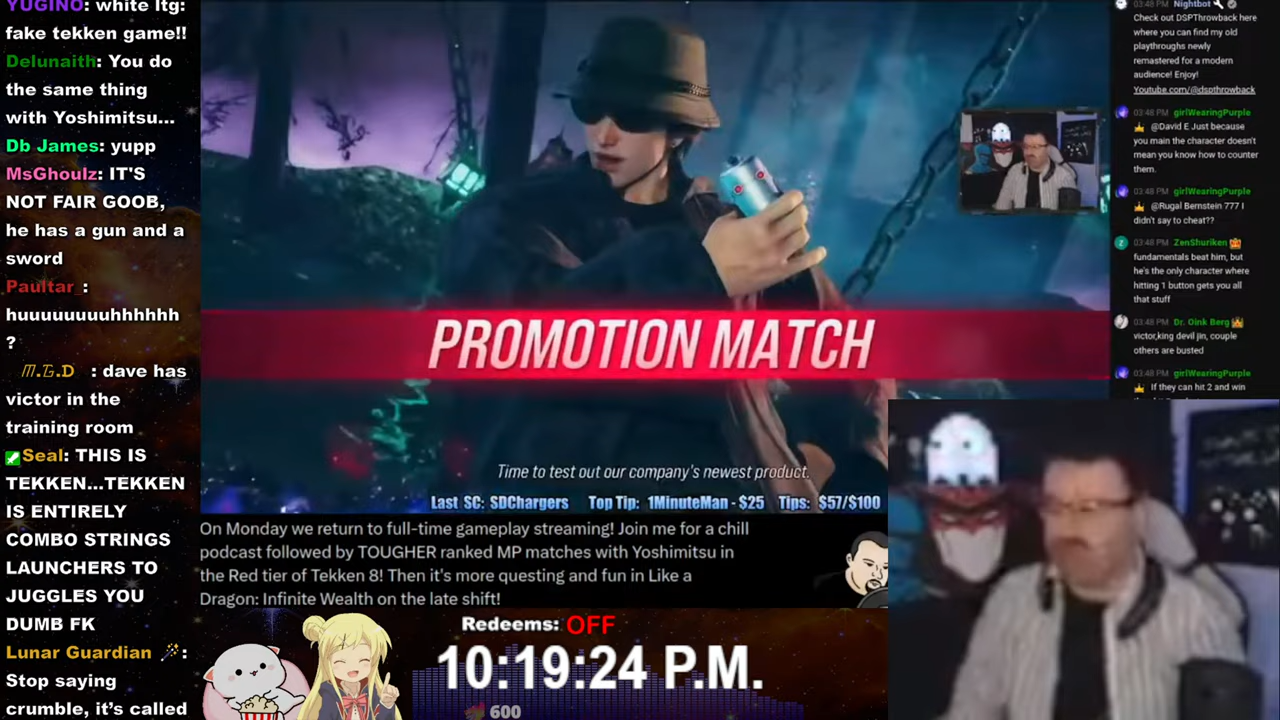 YUGINO: white ltg:
fake tekken game!!
Delunaith: You do
the same thing
with Yoshimitsu...
Db James: yupp
MsGhoulz: IT'S
NOT FAIR GOOB,
he has a gun and a
sword
Paultar_:
huuuuuuuuhhhhhh
?
M.G.D : dave has
victor in the
training room
Seal: THIS IS
TEKKEN...TEKKEN
IS ENTIRELY
COMBO STRINGS
LAUNCHERS TO
JUGGLES YOU
DUMB FK
Lunar Guardian :
Stop saying
crumble, it's called
PROMOTION MATCH
Time to test out our company's newest product.
Last SC: SDChargers Top Tip: 1MinuteMan - $25 Tips: $57/$100
On Monday we return to full-time gameplay streaming! Join me for a chill
podcast followed by TOUGHER ranked MP matches with Yoshimitsu in
the Red tier of Tekken 8! Then it's more questing and fun in Like a
Dragon: Infinite Wealth on the late shift!
Redeems: OFF
10:19:24 P.M.
600
03:48 PM Nightbot
Check out DSPThrowback here
where you can find my old
playthroughs newly
remastered for a modern
audience! Enjoy!
Youtube.com/@dspthrowback
03:48 PM girlWearingPurple
@David E Just because
you main the character doesn't
mean you know how to counter
them.
03:48 PM girlWearingPurple
@Rugal Bernstein 777 I
didn't say to cheat??
03:48 PM ZenShuriken
fundamentals beat him, but
he's the only character where
hitting 1 button gets you all
that stuff
03:48 PM Dr. Oink Berg
victor,king devil jin, couple
others are busted
03:48 PM girlWearingPurple
If they can hit 2 and win